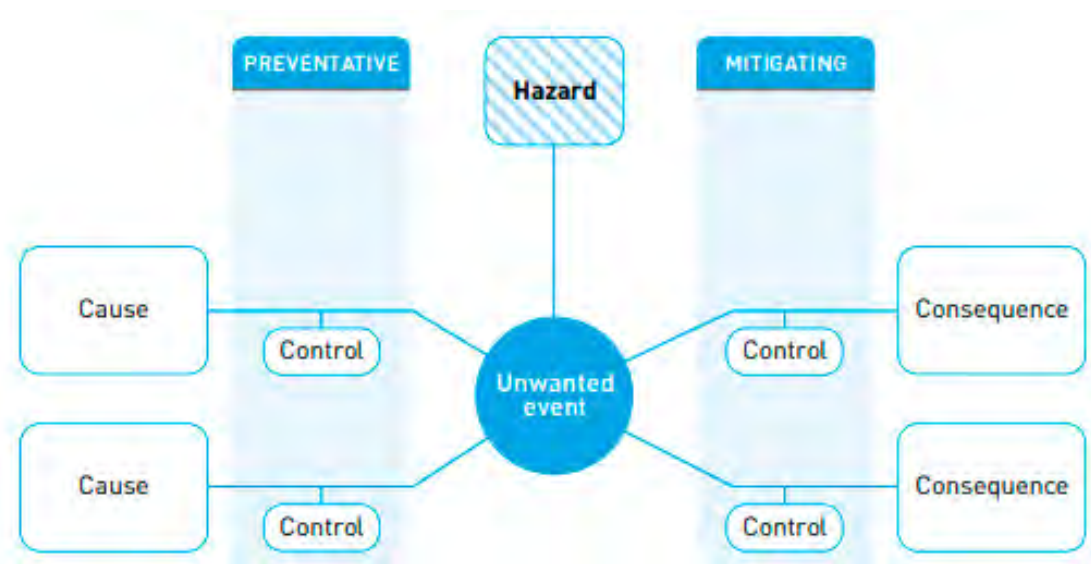 PREVENTATIVE
Hazard
MITIGATING
Cause
Control
Unwanted
event
Control
Consequence
Cause
Control
Control
Consequence